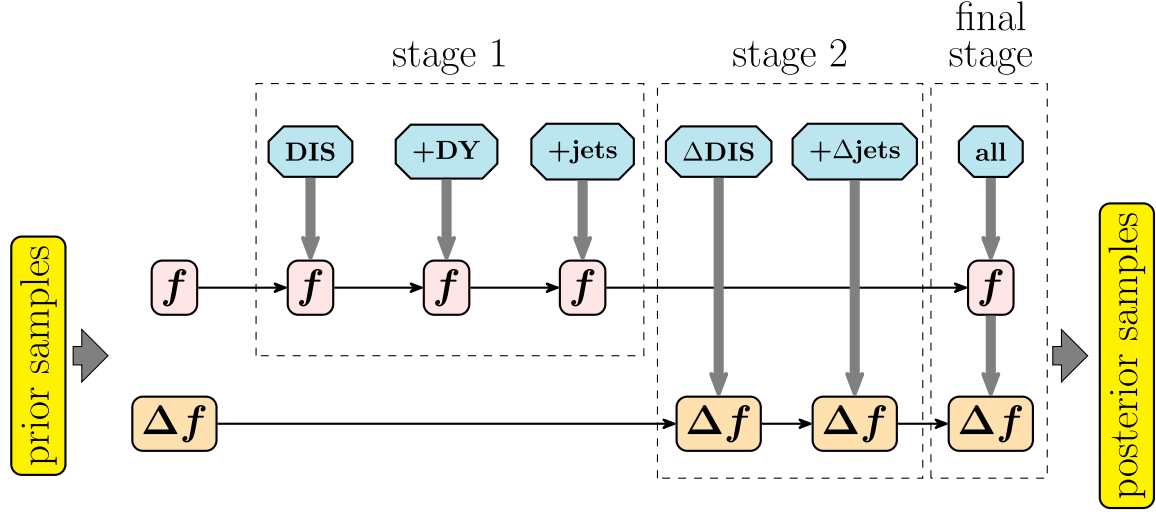 final
stage 1 stage 2 stage
DIS +DY +jets ΔDIS +Δjets all
prior samples
f f f f f
Δf Δf Δf Δf
posterior samples